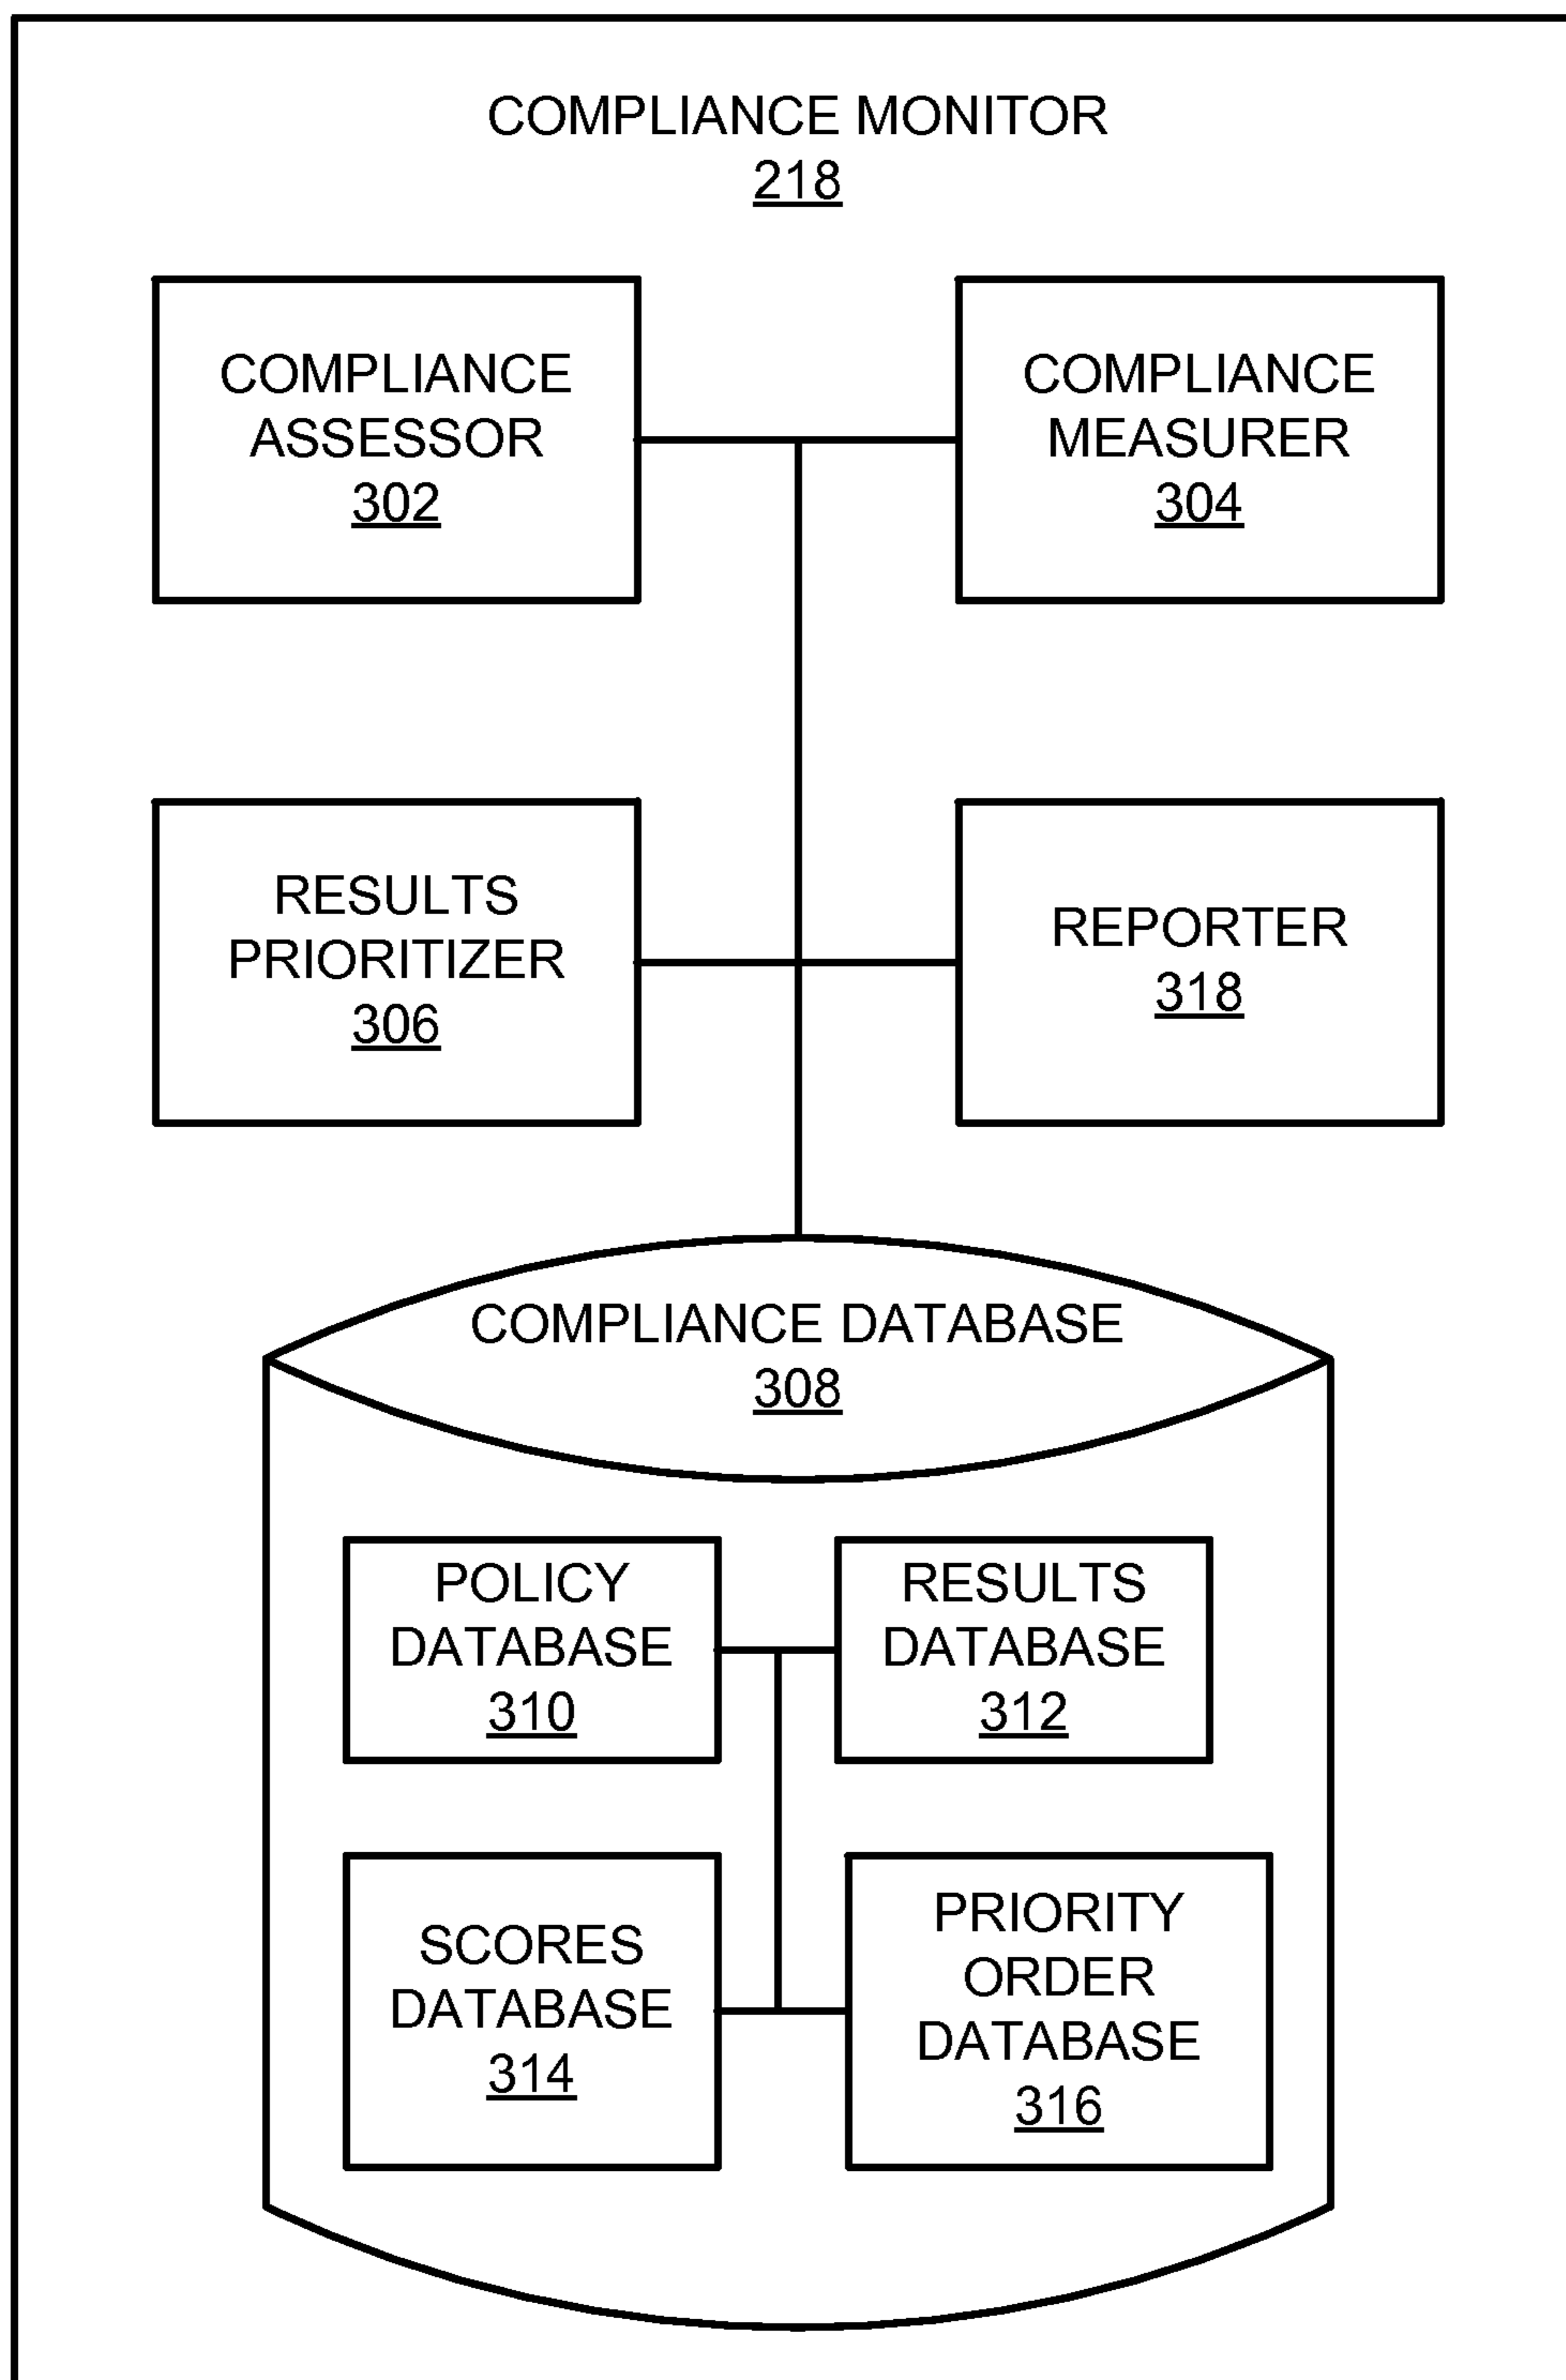 COMPLIANCE MONITOR
218
COMPLIANCE
ASSESSOR
302
COMPLIANCE
MEASURER
304
RESULTS
PRIORITIZER
306
REPORTER
318
COMPLIANCE DATABASE
308
POLICY
DATABASE
310
RESULTS
DATABASE
312
SCORES
DATABASE
314
PRIORITY
ORDER
DATABASE
316